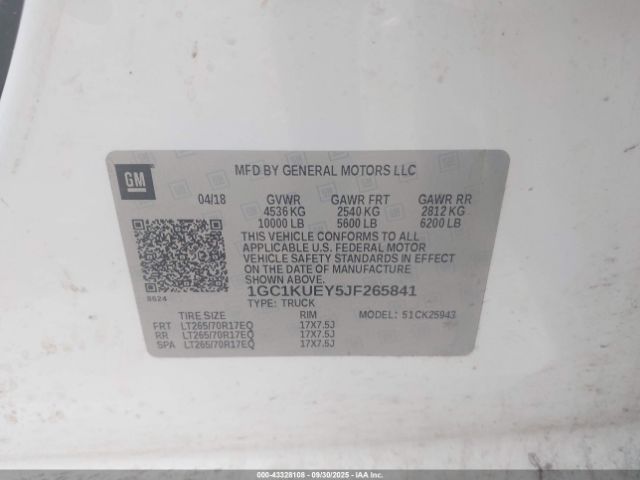 GM
MFD BY GENERAL MOTORS LLC
04/18 GVWR GAWR FRT GAWR RR
4536 KG 2540 KG 2812 KG
10000 LB 5600 LB 6200 LB
THIS VEHICLE CONFORMS TO ALL
APPLICABLE U.S. FEDERAL MOTOR
VEHICLE SAFETY STANDARDS IN EFFECT
ON THE DATE OF MANUFACTURE
SHOWN ABOVE.
8624 1GC1KUEY5JF265841
TYPE: TRUCK
TIRE SIZE RIM MODEL: 51CK25943
FRT LT265/70R17EQ 17X7.5J
RR LT265/70R17EQ 17X7.5J
SPA LT265/70R17EQ 17X7.5J
000-43328108 - 09/30/2025 - IAAI.COM